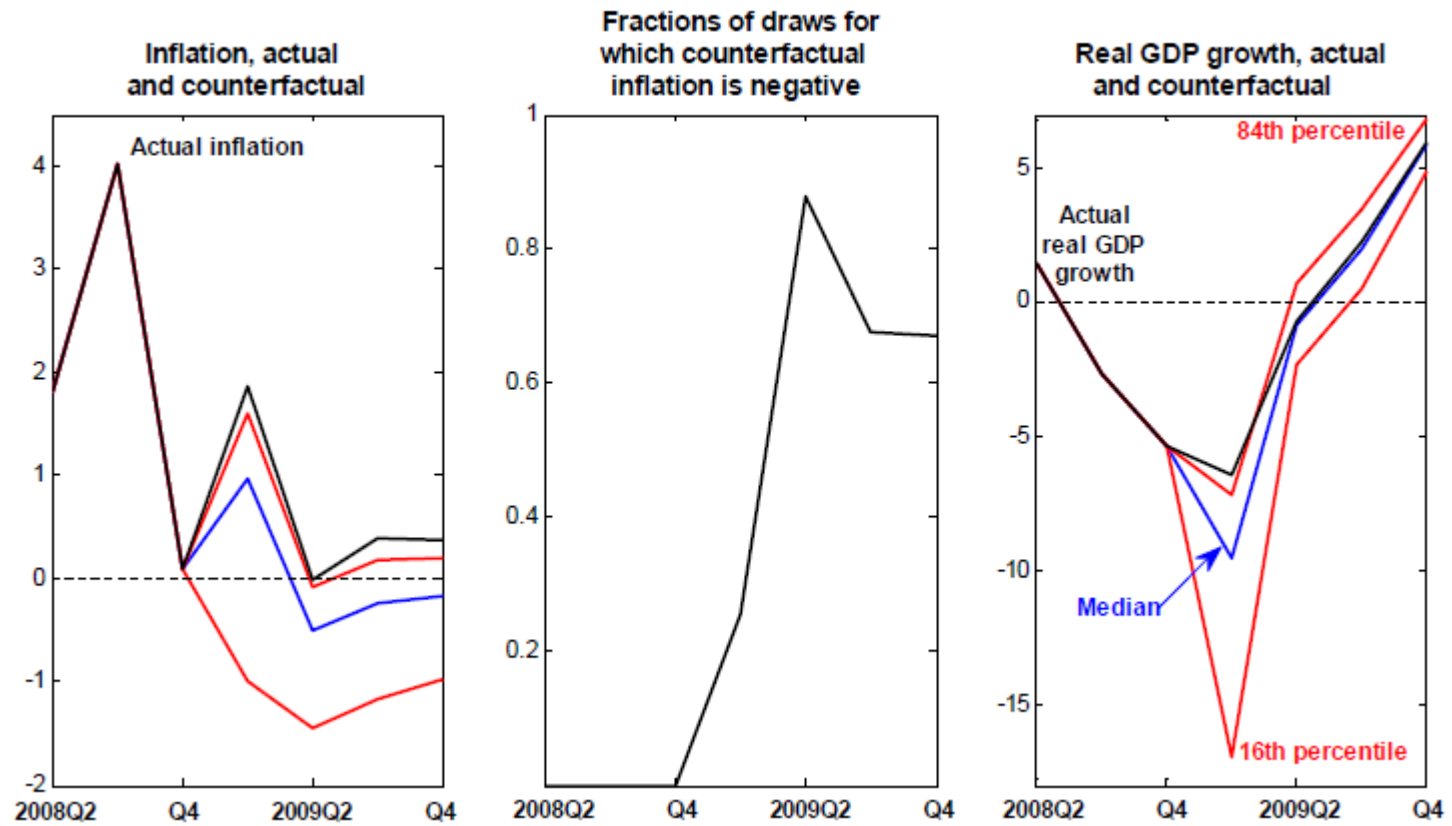 Inflation, actual
and counterfactual
Actual inflation
4
3
2
1
0
-1
-2
2008Q2
Q4
2009Q2
Q4
Fractions of draws for
which counterfactual
inflation is negative
1
0.8
0.6
0.4
0.2
2008Q2
Q4
2009Q2
Q4
Real GDP growth, actual
and counterfactual
84th percentile
Actual
real GDP
growth
Median
16th percentile
5
0
-5
-10
-15
2008Q2
Q4
2009Q2
Q4